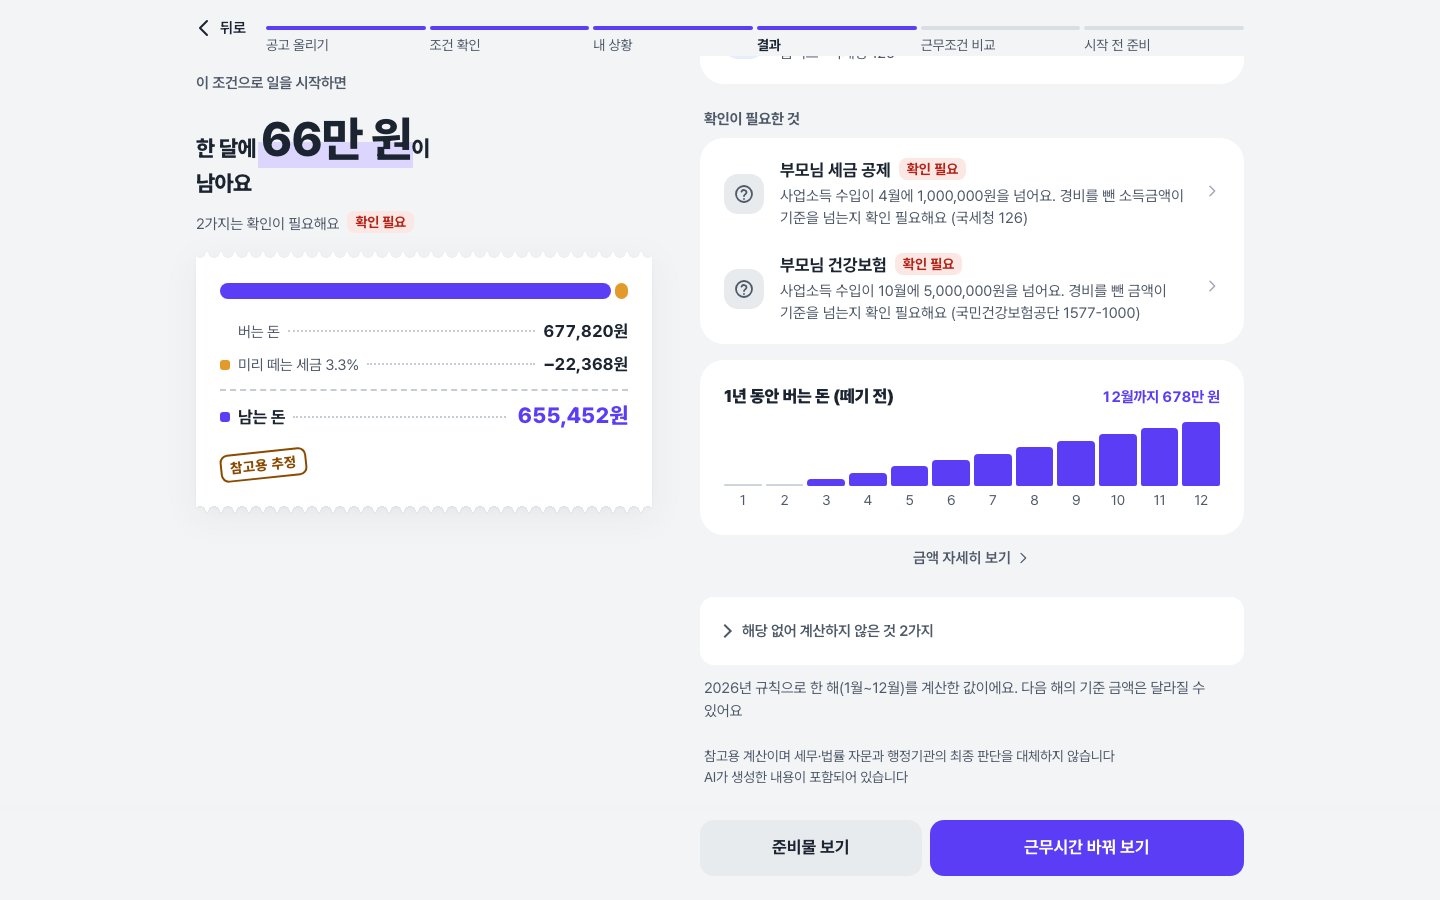 뒤로
공고 올리기
조건 확인
내 상황
결과
근무조건 비교
시작 전 준비
이 조건으로 일을 시작하면
한 달에 66만 원이
남아요
2가지는 확인이 필요해요 확인 필요
버는 돈 677,820원
미리 떼는 세금 3.3% −22,368원
남는 돈 655,452원
참고용 추정
확인이 필요한 것
부모님 세금 공제 확인 필요
사업소득 수입이 4월에 1,000,000원을 넘어요. 경비를 뺀 소득금액이
기준을 넘는지 확인 필요해요 (국세청 126)
부모님 건강보험 확인 필요
사업소득 수입이 10월에 5,000,000원을 넘어요. 경비를 뺀 금액이
기준을 넘는지 확인 필요해요 (국민건강보험공단 1577-1000)
1년 동안 버는 돈 (떼기 전) 12월까지 678만 원
1 2 3 4 5 6 7 8 9 10 11 12
금액 자세히 보기
해당 없어 계산하지 않은 것 2가지
2026년 규칙으로 한 해(1월~12월)를 계산한 값이에요. 다음 해의 기준 금액은 달라질 수
있어요
참고용 계산이며 세무·법률 자문과 행정기관의 최종 판단을 대체하지 않습니다
AI가 생성한 내용이 포함되어 있습니다
준비물 보기
근무시간 바꿔 보기